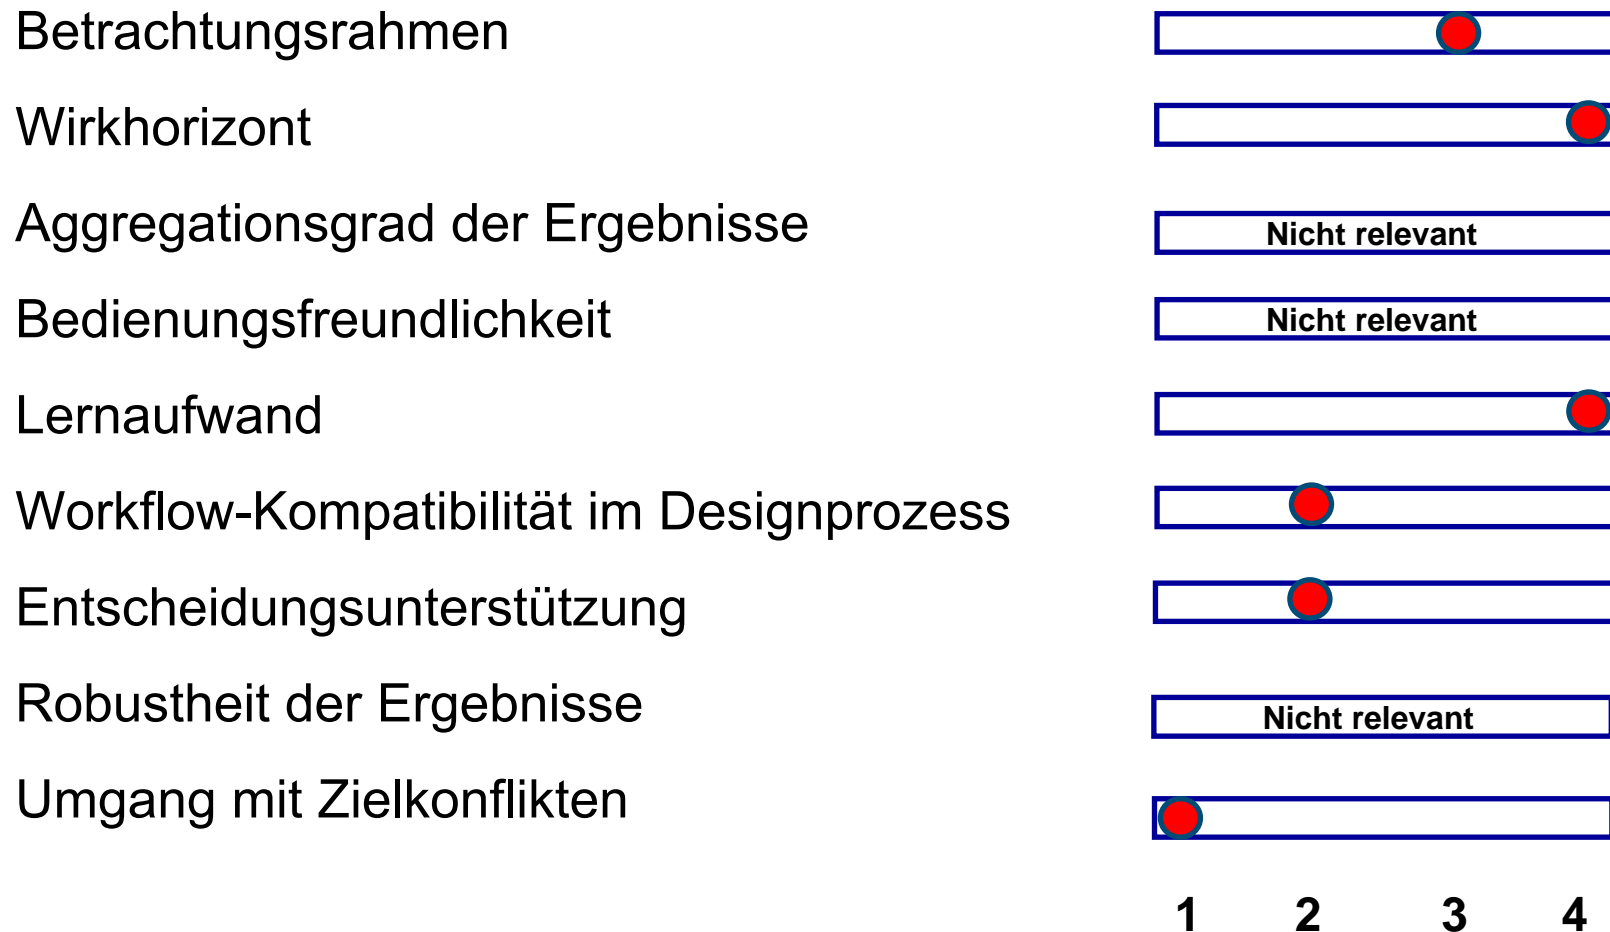 Betrachtungsrahmen
Wirkhorizont
Aggregationsgrad der Ergebnisse
Nicht relevant
Bedienungsfreundlichkeit
Nicht relevant
Lernaufwand
Workflow-Kompatibilität im Designprozess
Entscheidungsunterstützung
Robustheit der Ergebnisse
Nicht relevant
Umgang mit Zielkonflikten
1 2 3 4